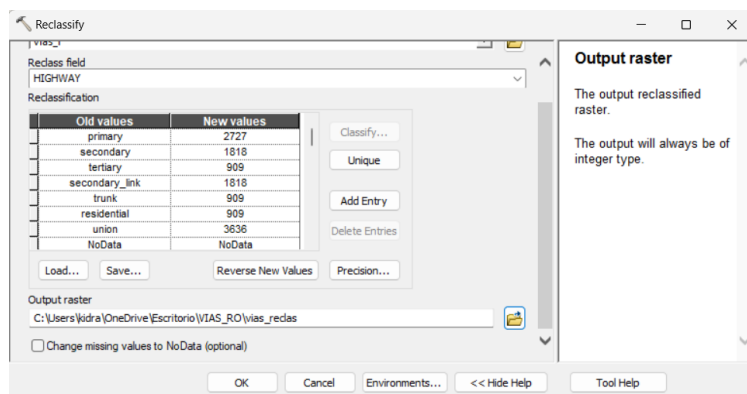 Reclassify
vias_r
Reclass field
HIGHWAY
Reclassification
Old values New values
primary 2727
secondary 1818
tertiary 909
secondary_link 1818
trunk 909
residential 909
union 3636
NoData NoData
Classify...
Unique
Add Entry
Delete Entries
Load... Save... Reverse New Values Precision...
Output raster
C:\Users\kidra\OneDrive\Escritorio\VIAS_RO\vias_reclas
Change missing values to NoData (optional)
OK Cancel Environments... << Hide Help Tool Help
Output raster
The output reclassified
raster.
The output will always be of
integer type.